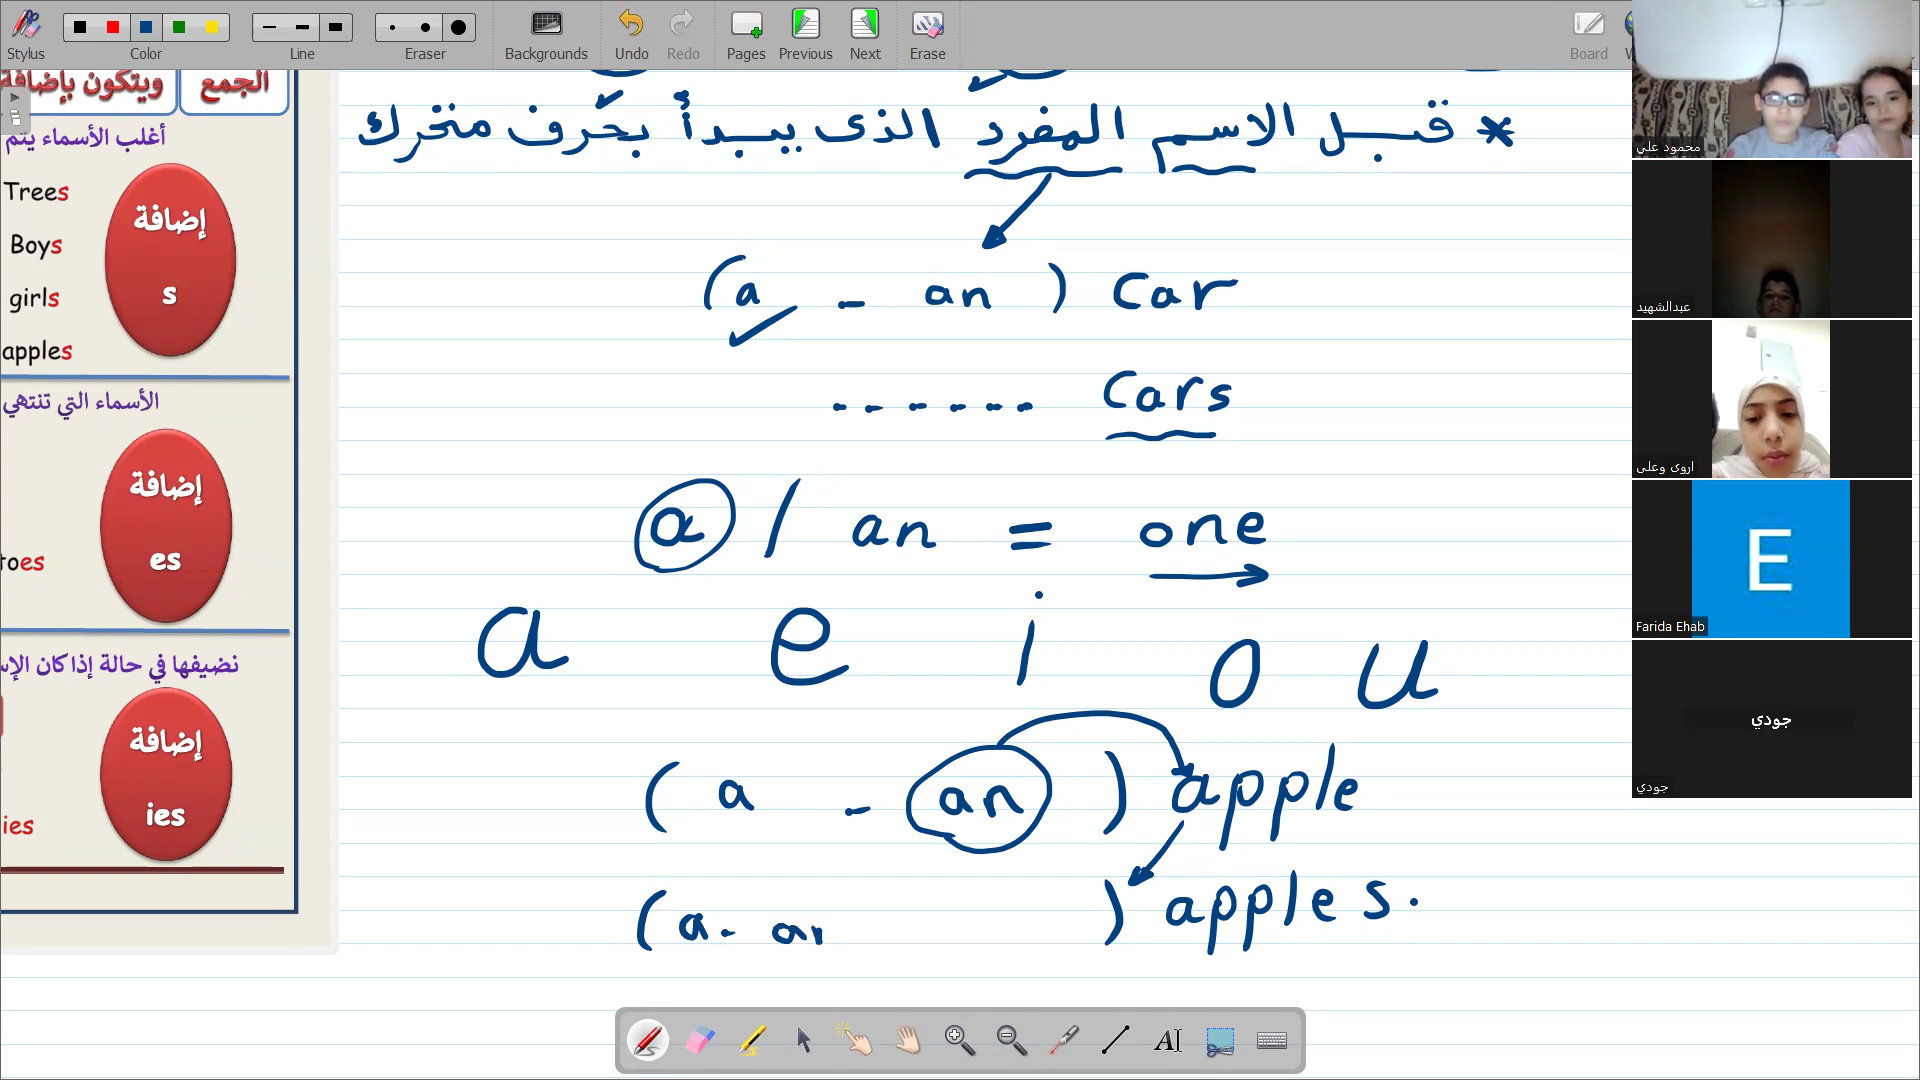 Stylus
Color
Line
Eraser
Backgrounds
Undo
Redo
Pages
Previous
Next
Erase
Board
الجمع
ويتكون بإضافة
أغلب الأسماء يتم
Trees
Boys
girls
apples
إضافة
s
الأسماء التي تنتهي
إضافة
es
toes
نضيفها في حالة إذا كان الإس
إضافة
ies
ies
* قبل الاسم المفرد الذى يبدأ بحرف متحرك
( a - an ) car
------ Cars
a / an = one
a e i o u
( a - an ) apple
( a - an ) apples.
محمود علي
عبدالشهيد
اروى وعلى
E
Farida Ehab
جودي
جودي